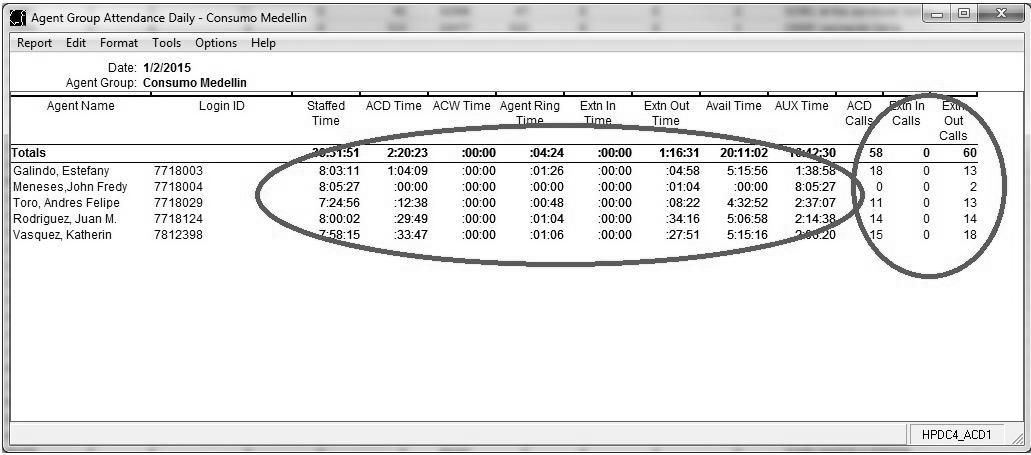 Agent Group Attendance Daily - Consumo Medellin
Report Edit Format Tools Options Help
Date: 1/2/2015
Agent Group: Consumo Medellin
Agent Name Login ID Staffed Time ACD Time ACW Time Agent Ring Time Extn In Time Extn Out Time Avail Time AUX Time ACD Calls Extn In Calls Extn Out Calls
Totals 2:20:23 :00:00 :04:24 :00:00 1:16:31 20:11:02 58 0 60
Galindo, Estefany 7718003 8:03:11 1:04:09 :00:00 :01:26 :00:00 :04:58 5:15:56 1:38:58 18 0 13
Meneses,John Fredy 7718004 8:05:27 :00:00 :00:00 :00:00 :00:00 :01:04 :00:00 8:05:27 0 0 2
Toro, Andres Felipe 7718029 7:24:56 :12:38 :00:00 :00:48 :00:00 :08:22 4:32:52 2:37:07 11 0 13
Rodriguez, Juan M. 7718124 8:00:02 :29:49 :00:00 :01:04 :00:00 :34:16 5:06:58 2:14:38 14 0 14
Vasquez, Katherin 7812398 7:58:15 :33:47 :00:00 :01:06 :00:00 :27:51 5:15:16 15 0 18
HPDC4_ACD1